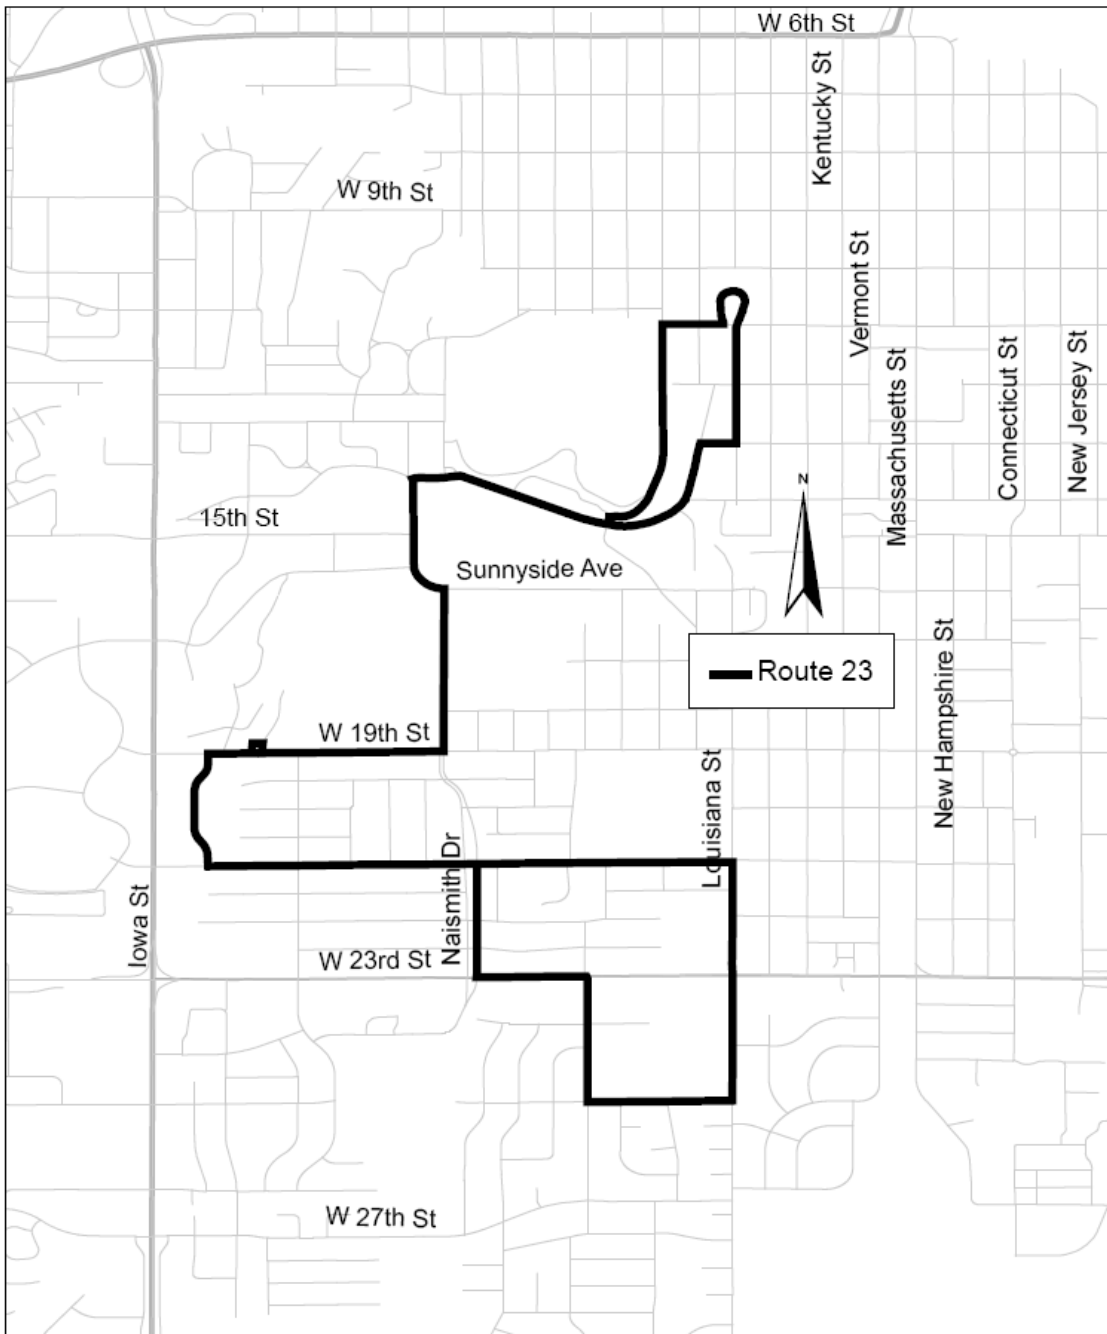 W 6th St
Kentucky St
W 9th St
Vermont St
Massachusetts St
Connecticut St
New Jersey St
N
15th St
Sunnyside Ave
Route 23
New Hampshire St
W 19th St
Louisiana St
Naismith Dr
Iowa St
W 23rd St
W 27th St